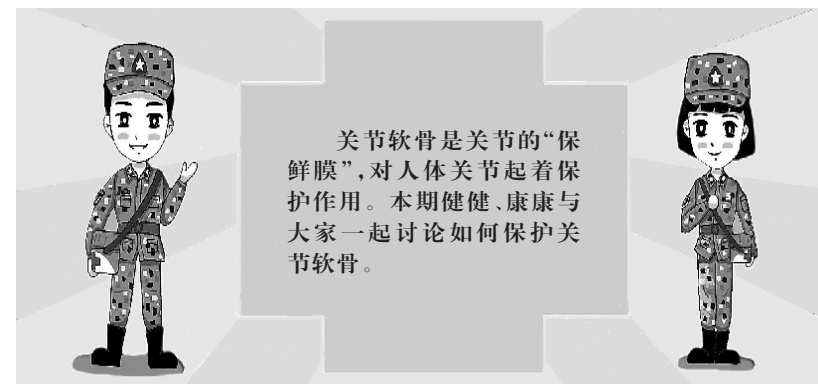 关节软骨是关节的“保
鲜膜”,对人体关节起着保
护作用。本期健健、康康与
大家一起讨论如何保护关
节软骨。